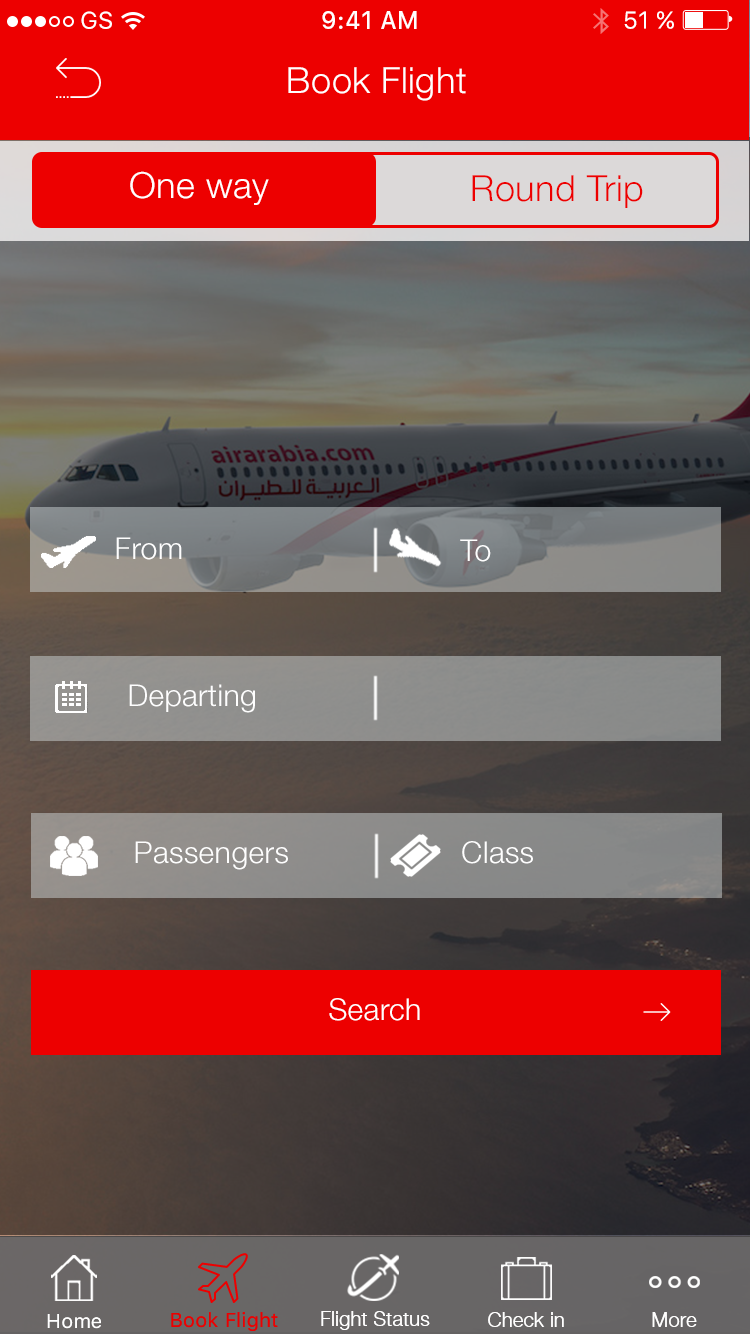 GS 9:41 AM 51 %
Book Flight
One way Round Trip
airarabia.com
العربية للطيران
From To
Departing
Passengers Class
Search
Home Book Flight Flight Status Check in More